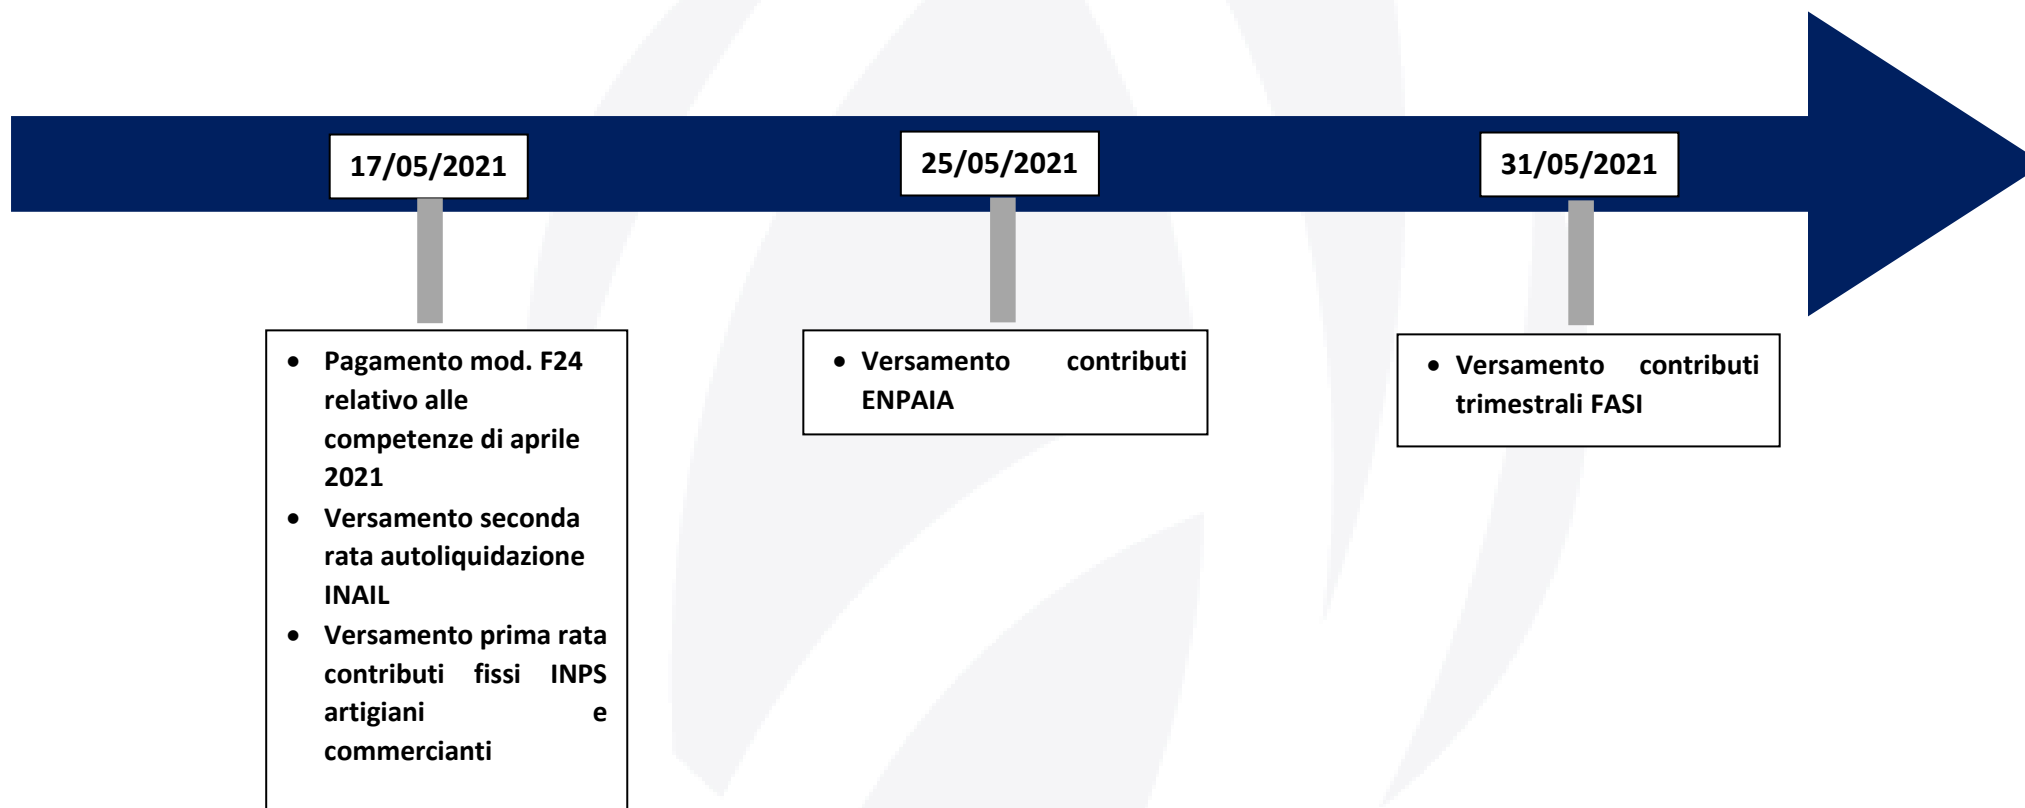 17/05/2021
25/05/2021
31/05/2021
• Pagamento mod. F24
relativo alle
competenze di aprile
2021
• Versamento seconda
rata autoliquidazione
INAIL
• Versamento prima rata
contributi fissi INPS
artigiani e
commercianti
• Versamento contributi
ENPAIA
• Versamento contributi
trimestrali FASI